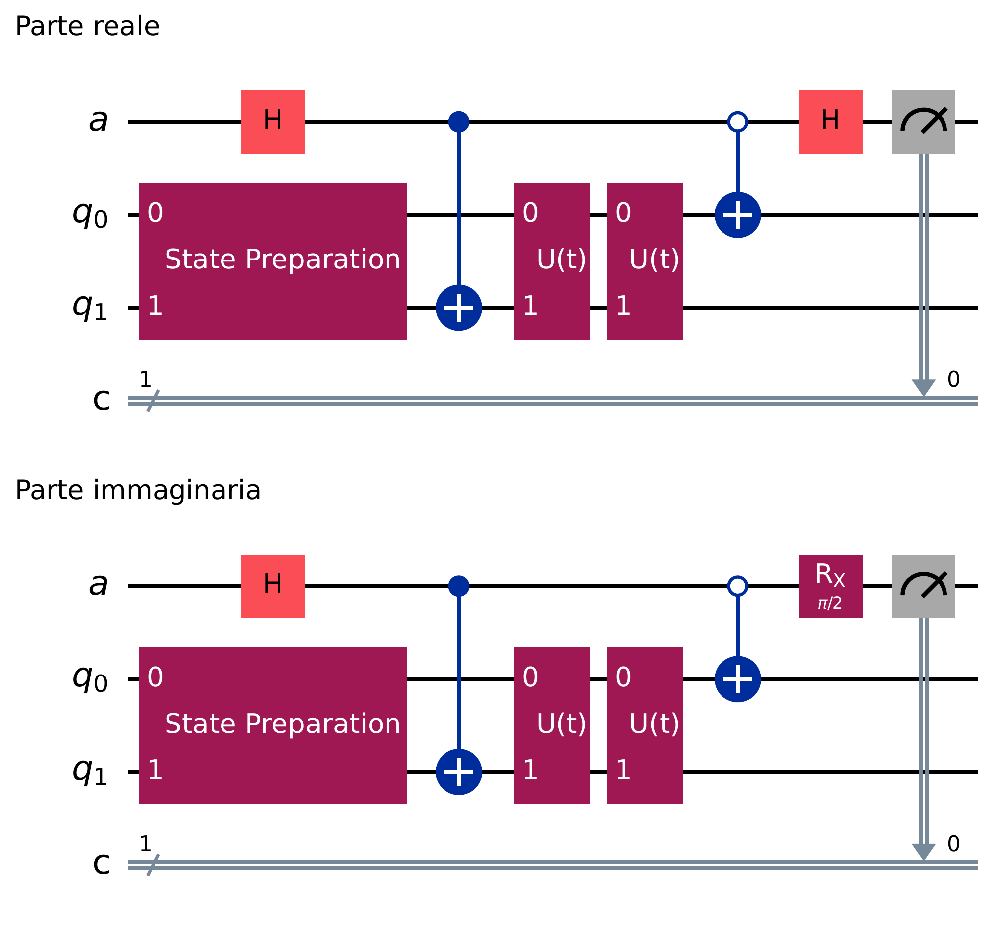 Parte reale
a H H
q0 0 0 0
State Preparation U(t) U(t)
q1 1 1 1
1 0
c
Parte immaginaria
a H RX π/2
q0 0 0 0
State Preparation U(t) U(t)
q1 1 1 1
1 0
c